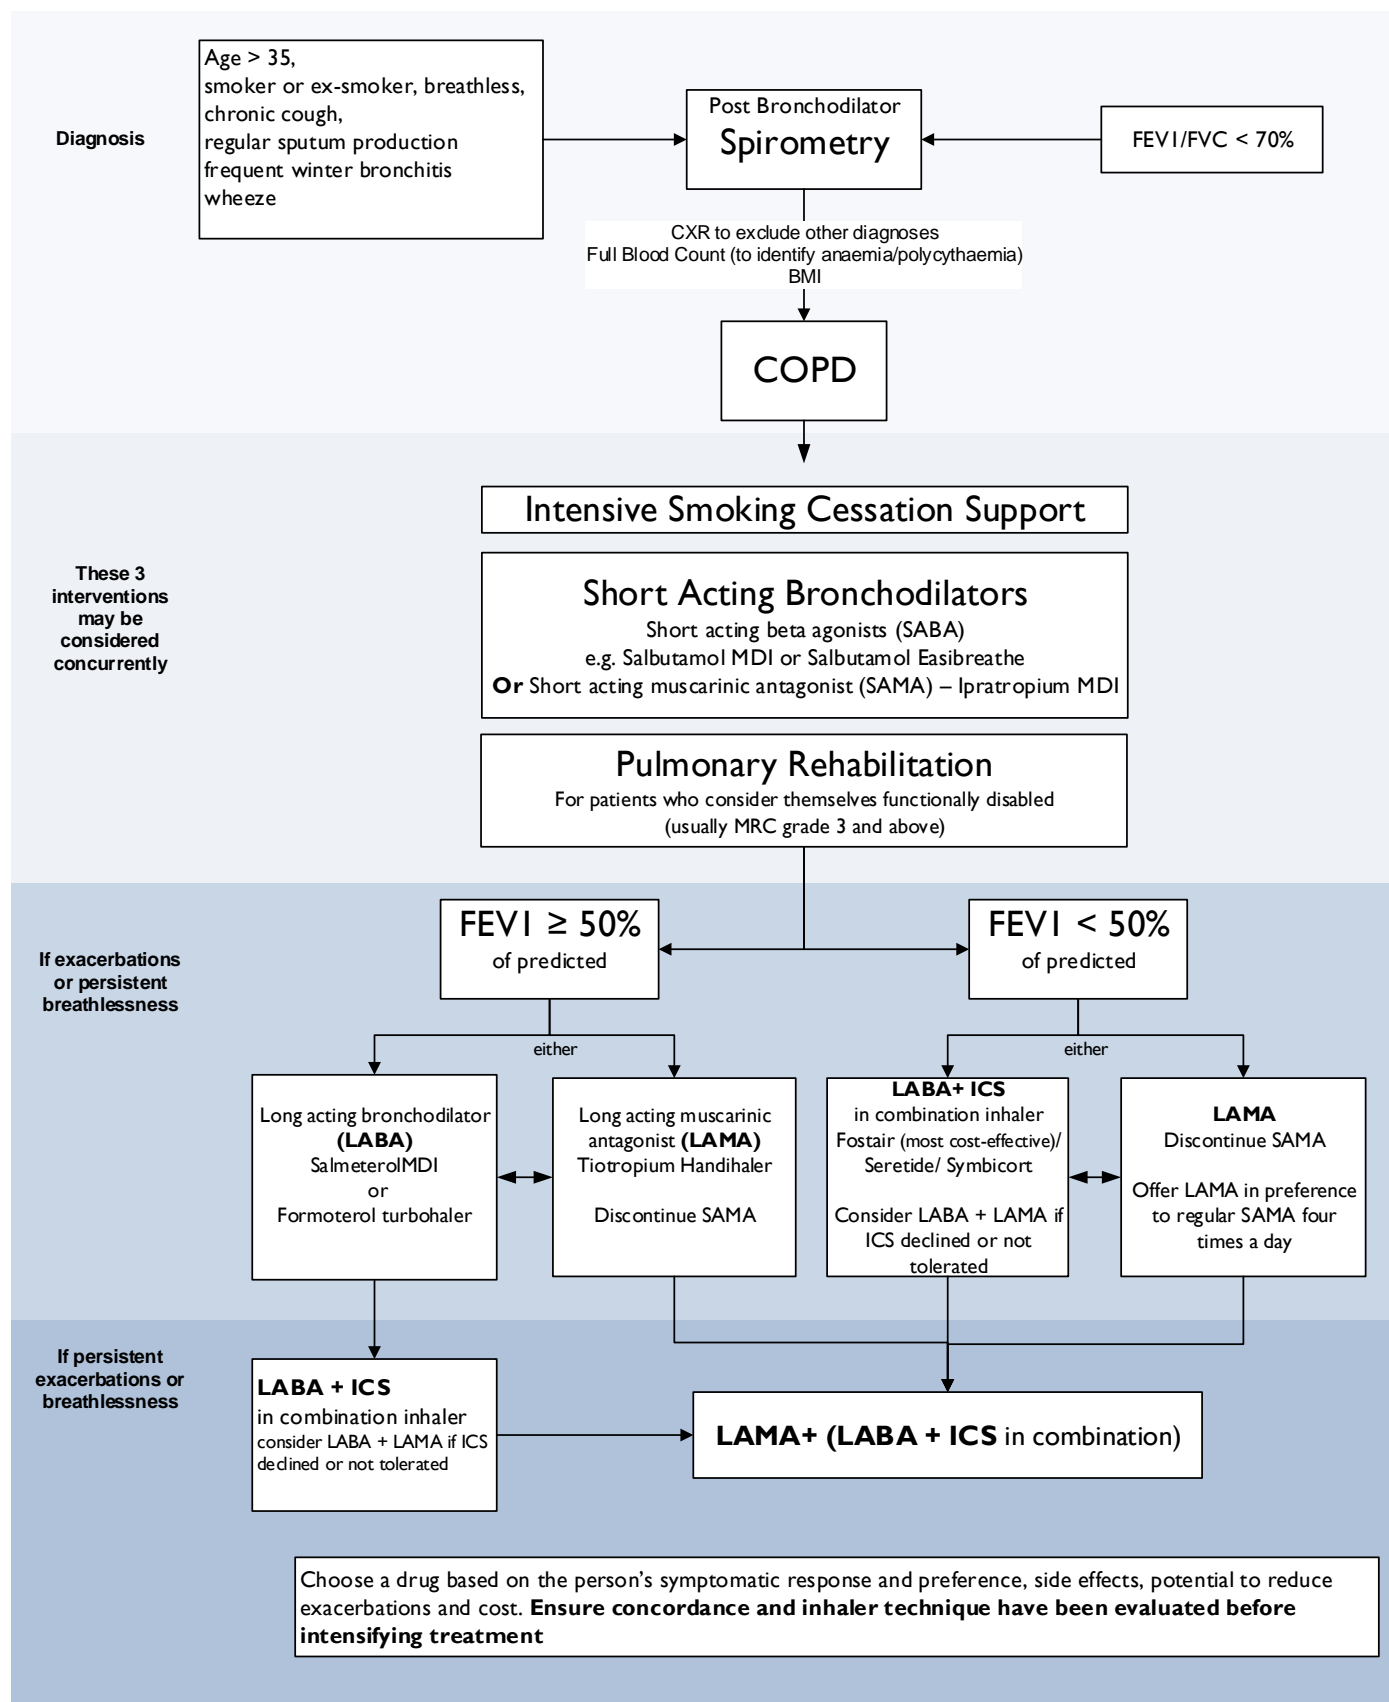 Diagnosis
Age > 35,
smoker or ex-smoker, breathless,
chronic cough,
regular sputum production
frequent winter bronchitis
wheeze
Post Bronchodilator
Spirometry
FEV1/FVC < 70%
CXR to exclude other diagnoses
Full Blood Count (to identify anaemia/polycythaemia)
BMI
COPD
These 3
interventions
may be
considered
concurrently
Intensive Smoking Cessation Support
Short Acting Bronchodilators
Short acting beta agonists (SABA)
e.g. Salbutamol MDI or Salbutamol Easibreathe
Or Short acting muscarinic antagonist (SAMA) – Ipratropium MDI
Pulmonary Rehabilitation
For patients who consider themselves functionally disabled
(usually MRC grade 3 and above)
If exacerbations
or persistent
breathlessness
FEV1 ≥ 50%
of predicted
FEV1 < 50%
of predicted
either
either
Long acting bronchodilator
(LABA)
SalmeterolMDI
or
Formoterol turbohaler
Long acting muscarinic
antagonist (LAMA)
Tiotropium Handihaler
Discontinue SAMA
LABA+ ICS
in combination inhaler
Fostair (most cost-effective)/
Seretide/ Symbicort
Consider LABA + LAMA if
ICS declined or not
tolerated
LAMA
Discontinue SAMA
Offer LAMA in preference
to regular SAMA four
times a day
If persistent
exacerbations or
breathlessness
LABA + ICS
in combination inhaler
consider LABA + LAMA if ICS
declined or not tolerated
LAMA+ (LABA + ICS in combination)
Choose a drug based on the person’s symptomatic response and preference, side effects, potential to reduce
exacerbations and cost. Ensure concordance and inhaler technique have been evaluated before
intensifying treatment